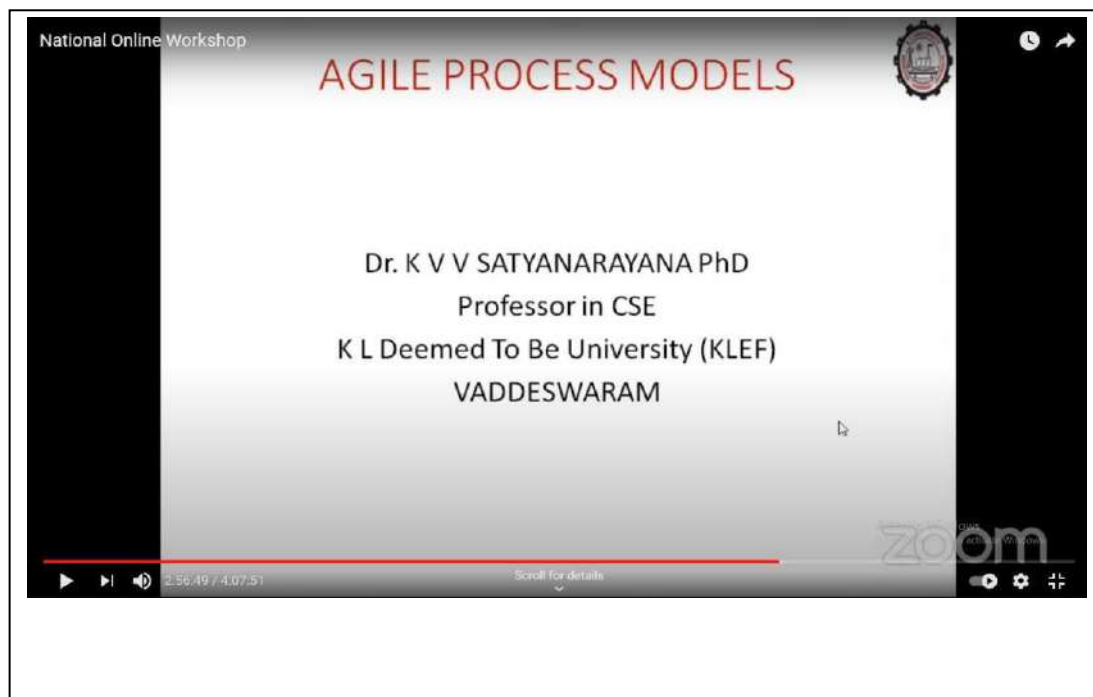 National Online Workshop
AGILE PROCESS MODELS
Dr. K V V SATYANARAYANA PhD
Professor in CSE
K L Deemed To Be University (KLEF)
VADDESWARAM
zoom
2:56:49 / 4:07:51
Scroll for details